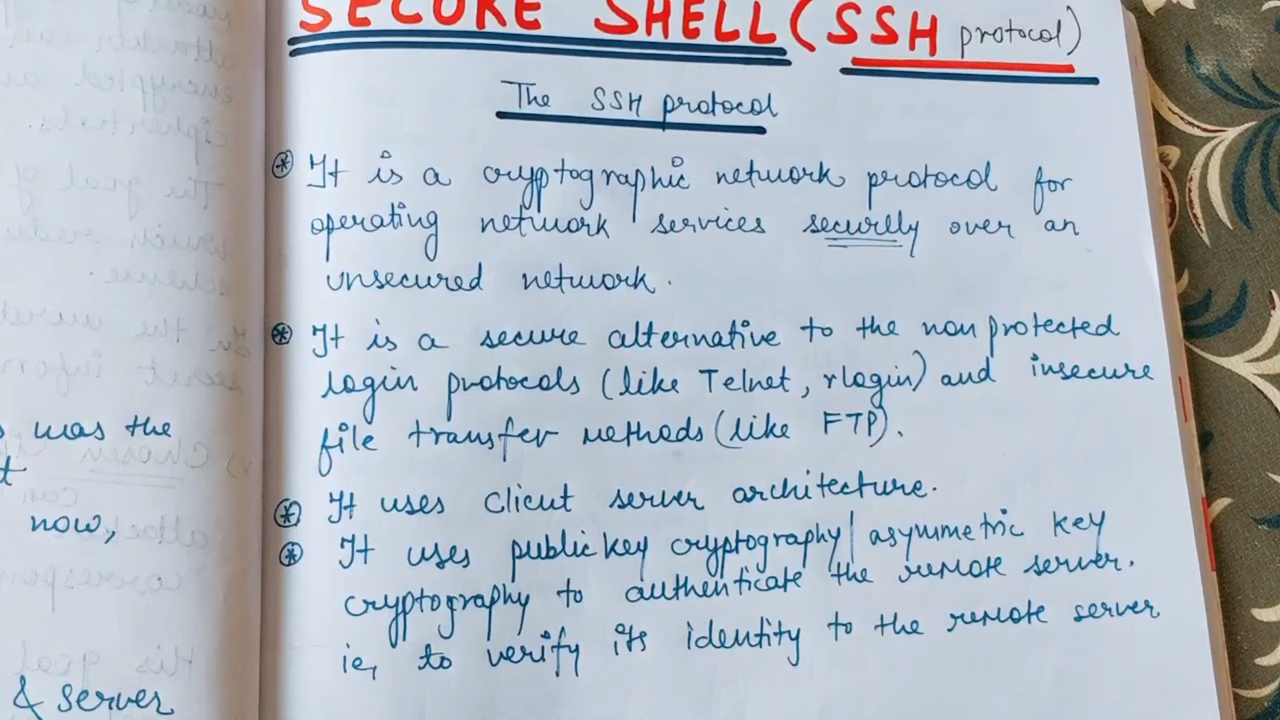 SECURE SHELL (SSH protocol)
The SSH protocol
* It is a cryptographic network protocol for
operating network services securely over an
unsecured network.
* It is a secure alternative to the non protected
login protocols (like Telnet, rlogin) and insecure
file transfer methods (like FTP).
* It uses client server architecture.
* It uses public key cryptography/ asymmetric key
cryptography to authenticate the remote server.
ie, to verify its identity to the remote server
was the
now,
& server